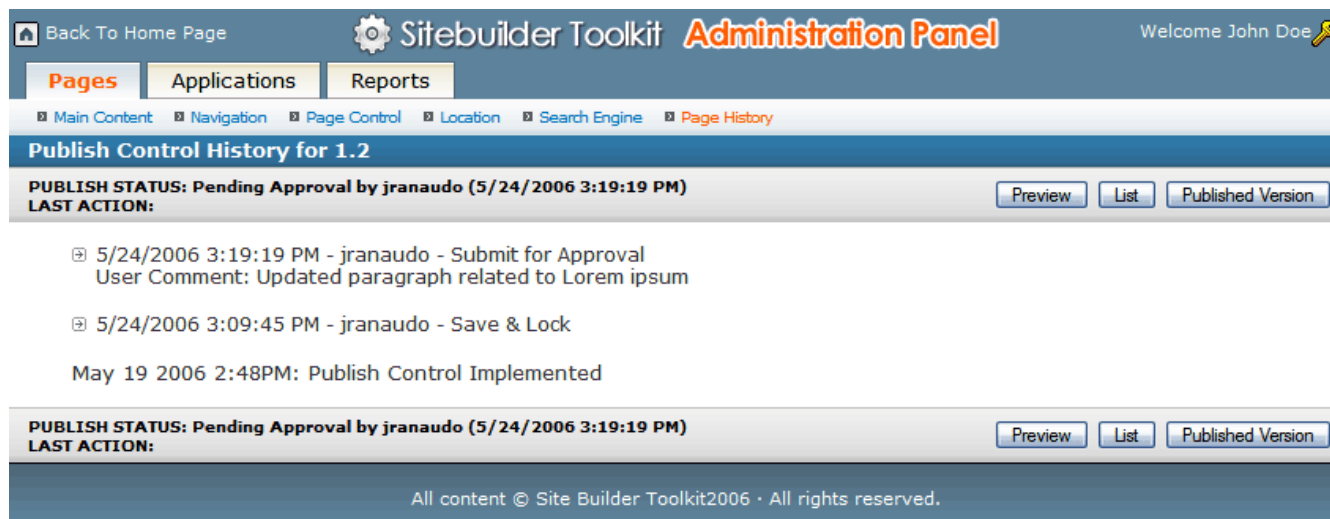 Back To Home Page Sitebuilder Toolkit Administration Panel Welcome John Doe
Pages Applications Reports
Main Content Navigation Page Control Location Search Engine Page History
Publish Control History for 1.2
PUBLISH STATUS: Pending Approval by jranaudo (5/24/2006 3:19:19 PM)
LAST ACTION:
Preview List Published Version
5/24/2006 3:19:19 PM - jranaudo - Submit for Approval
User Comment: Updated paragraph related to Lorem ipsum
5/24/2006 3:09:45 PM - jranaudo - Save & Lock
May 19 2006 2:48PM: Publish Control Implemented
PUBLISH STATUS: Pending Approval by jranaudo (5/24/2006 3:19:19 PM)
LAST ACTION:
Preview List Published Version
All content © Site Builder Toolkit2006 · All rights reserved.